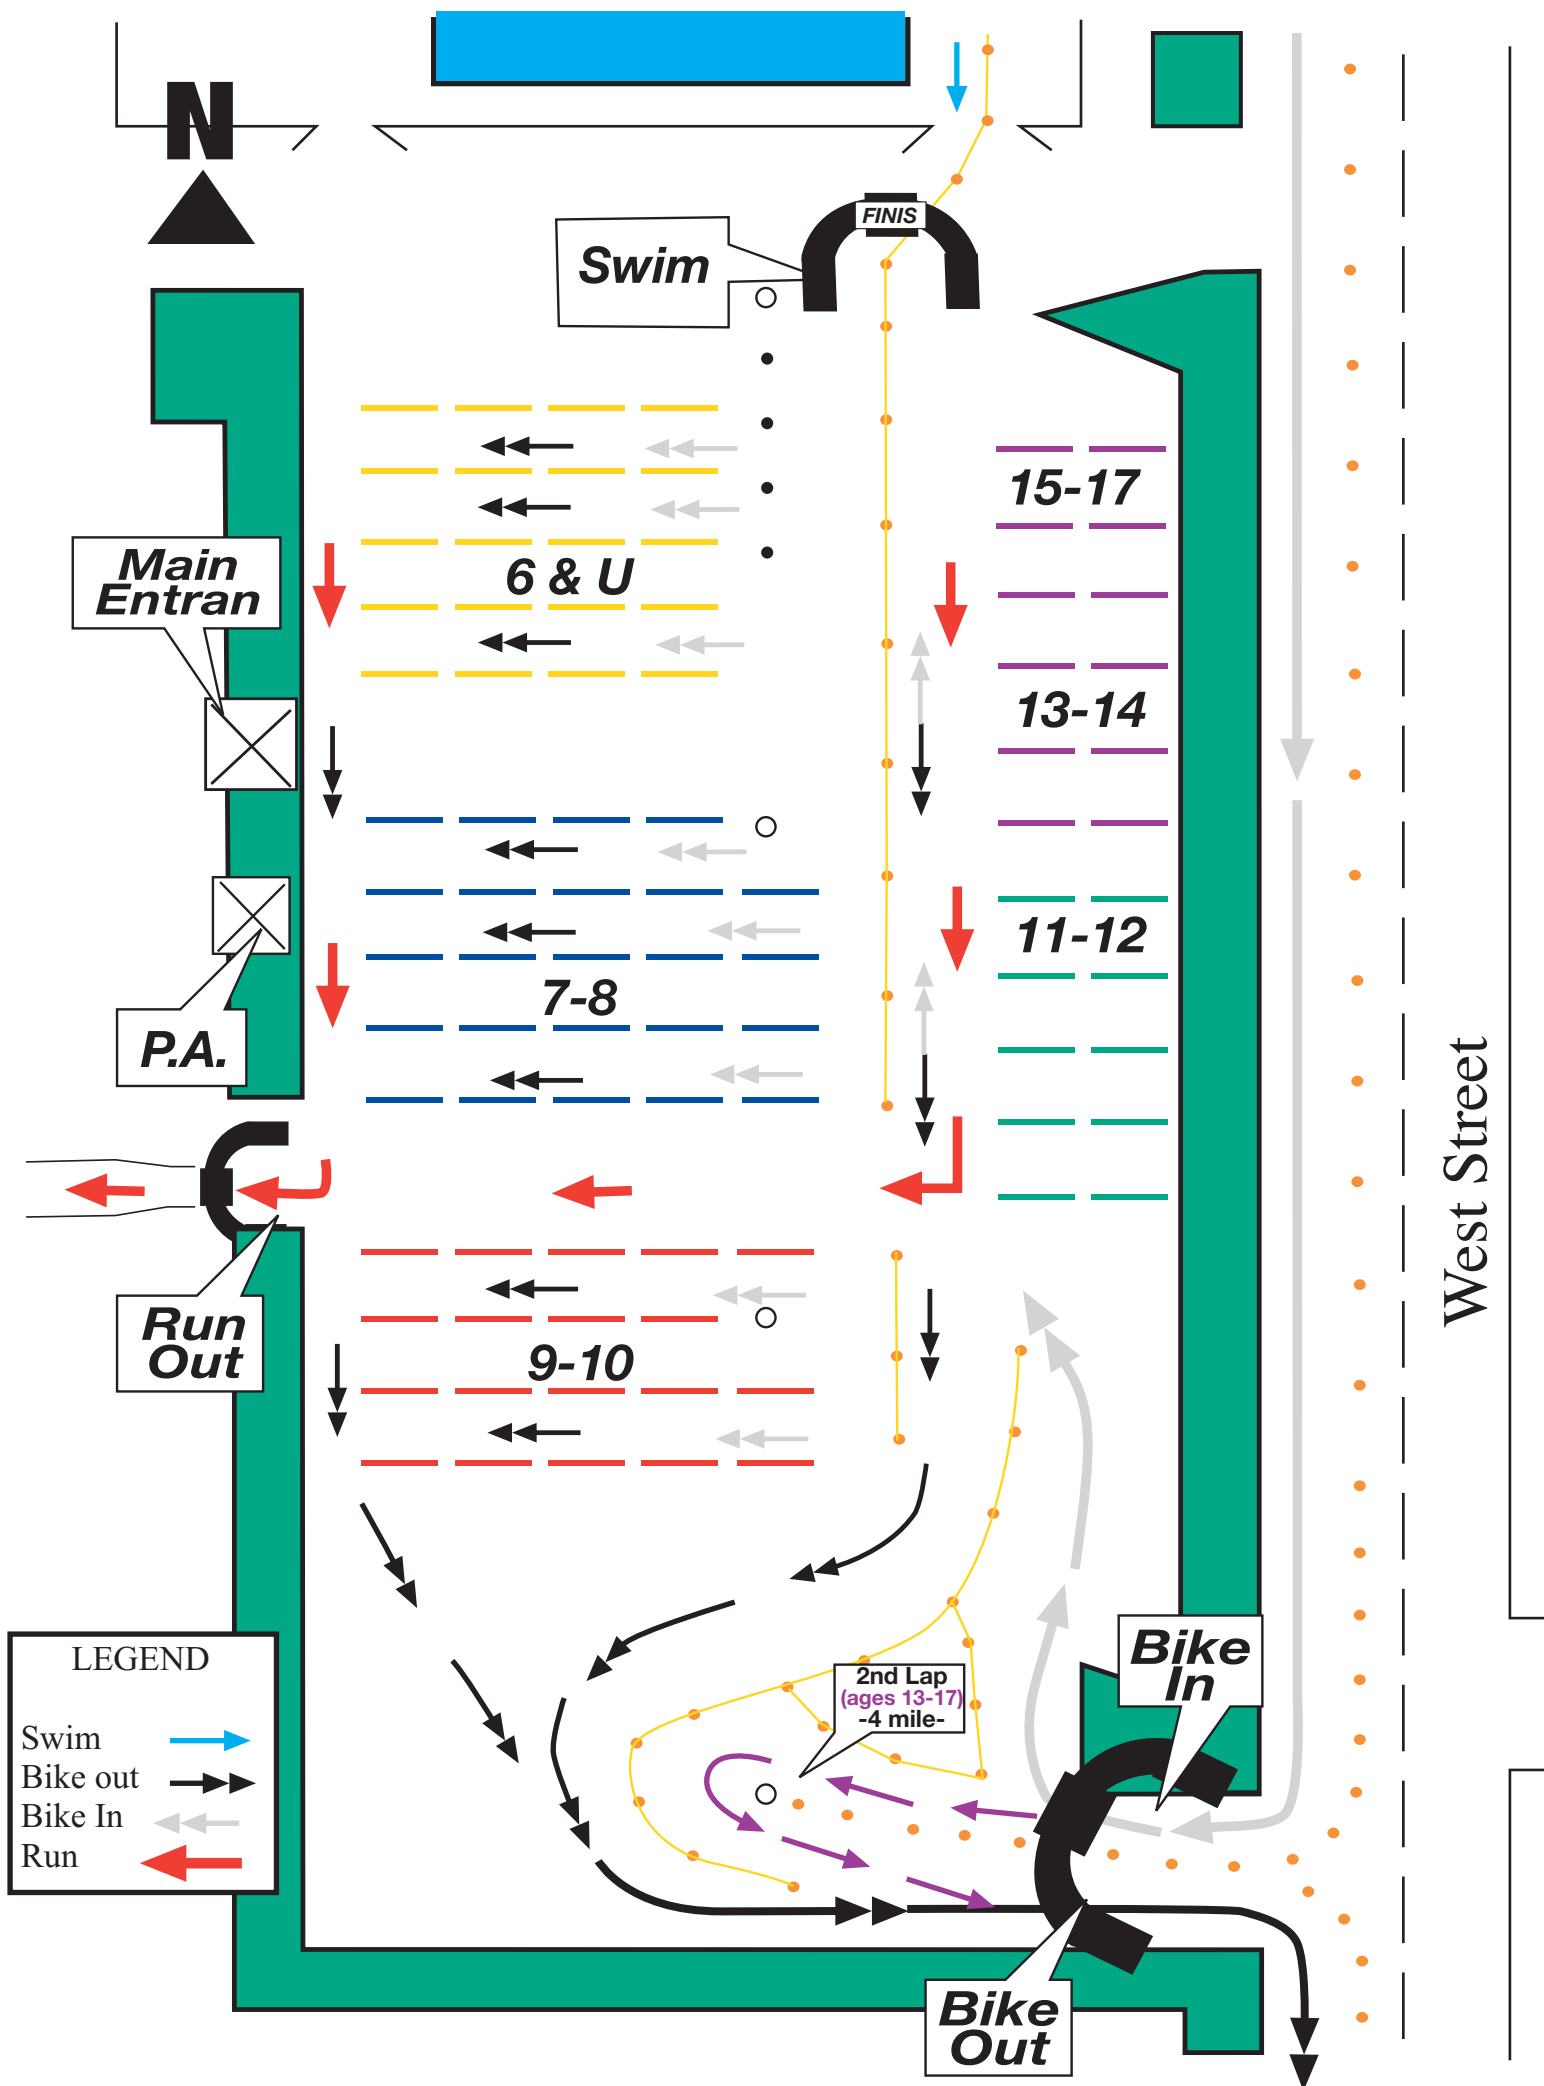 N
FINIS
Swim
15-17
Main
Entran
6 & U
13-14
11-12
7-8
P.A.
West Street
Run
Out
9-10
2nd Lap
(ages 13-17)
-4 mile-
Bike
In
LEGEND
Swim
Bike out
Bike In
Run
Bike
Out